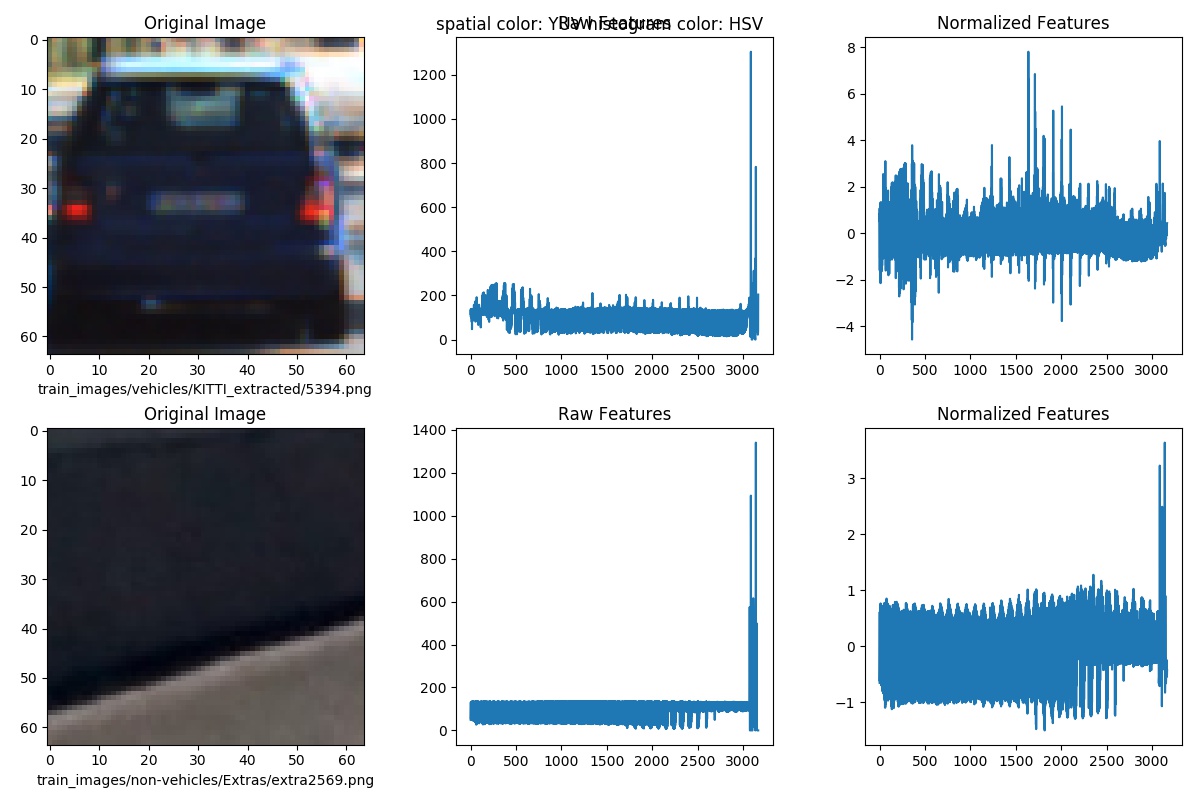 Original Image
spatial color: YUV histogram color: HSV
Raw Features
Normalized Features
0
10
20
30
40
50
60
0 10 20 30 40 50 60
train_images/vehicles/KITTI_extracted/5394.png
1200
1000
800
600
400
200
0
0 500 1000 1500 2000 2500 3000
8
6
4
2
0
−2
−4
0 500 1000 1500 2000 2500 3000
Original Image
Raw Features
Normalized Features
0
10
20
30
40
50
60
0 10 20 30 40 50 60
train_images/non-vehicles/Extras/extra2569.png
1400
1200
1000
800
600
400
200
0
0 500 1000 1500 2000 2500 3000
3
2
1
0
−1
0 500 1000 1500 2000 2500 3000